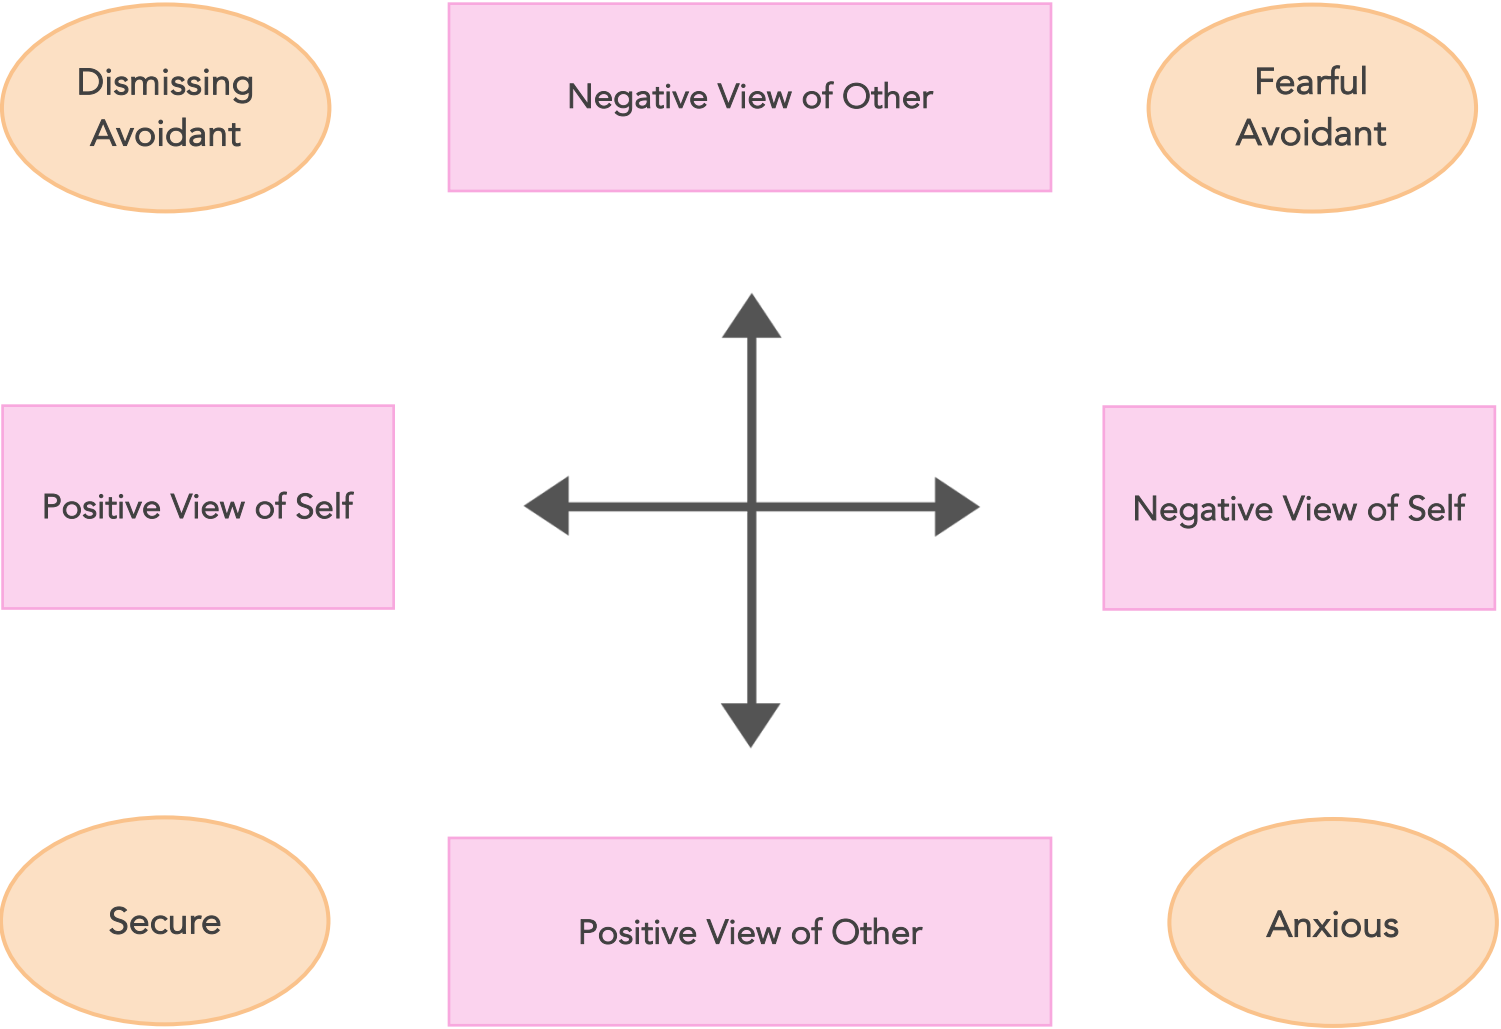 Dismissing
Avoidant
Negative View of Other
Fearful
Avoidant
Positive View of Self
Negative View of Self
Secure
Positive View of Other
Anxious